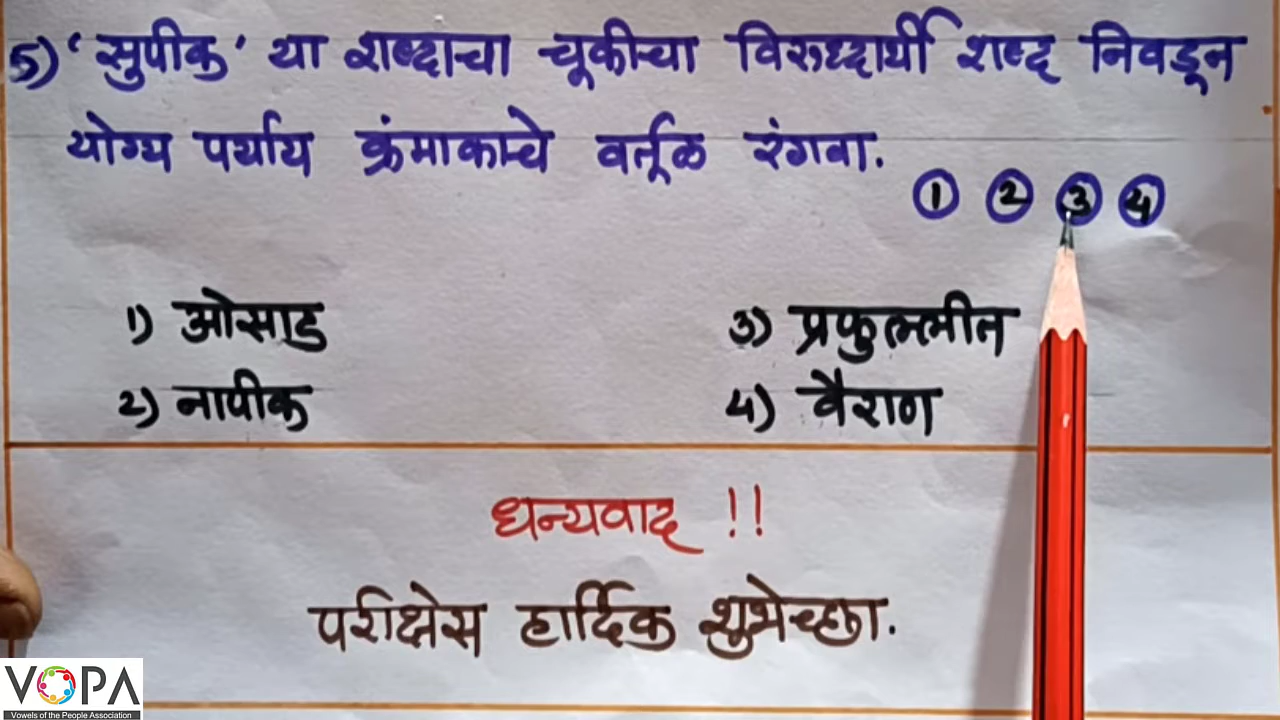 5) ‘सुपीक’ या शब्दाचा चूकीचा विरुध्दार्थी शब्द निवडून
योग्य पर्याय क्रंमाकाचे वर्तूळ रंगवा.
1 2 3 4
1) ओसाड 3) प्रफुल्लीत
2) नापीक 4) वैराण
धन्यवाद !!
परीक्षेस हार्दिक शुभेच्छा.
VOPA
Vowels of the People Association